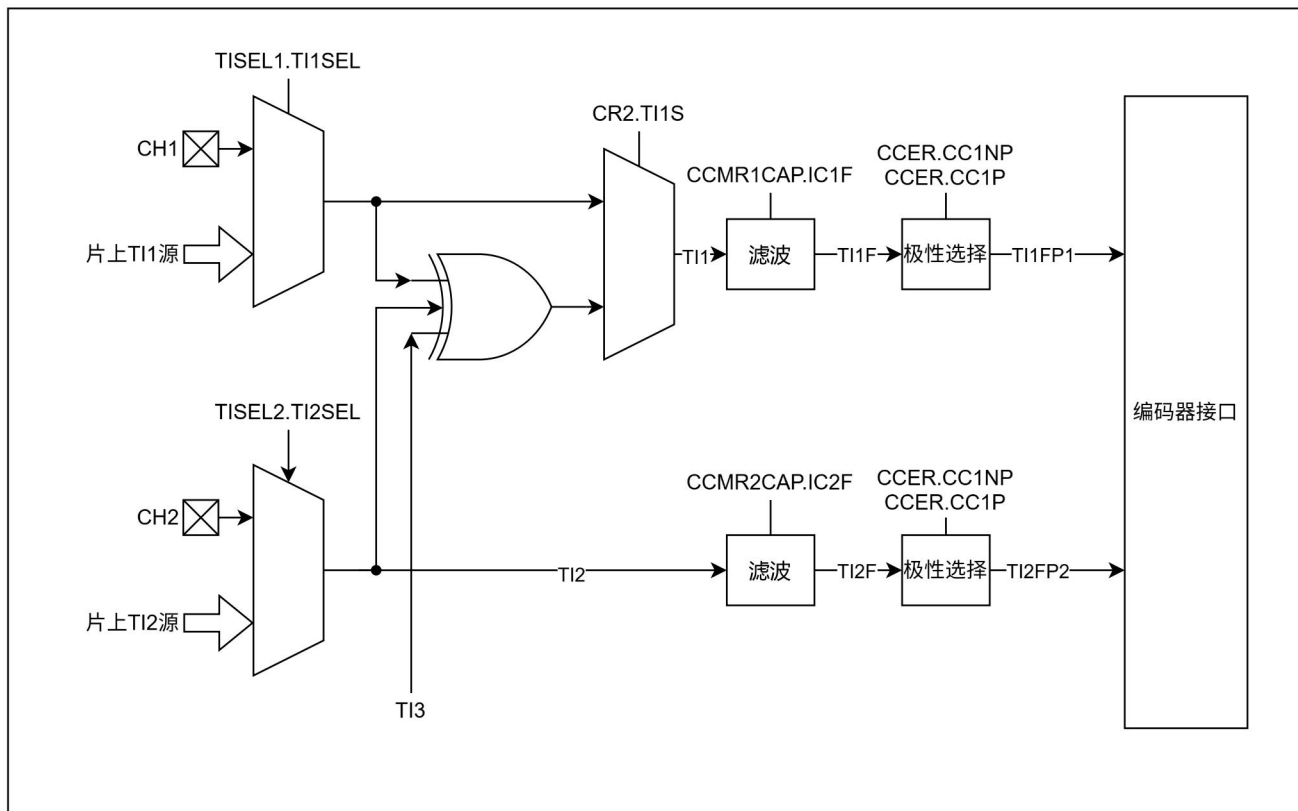 TISEL1.TI1SEL
CH1
片上TI1源
CR2.TI1S
TI1
CCMR1CAP.IC1F
滤波
TI1F
CCER.CC1NP
CCER.CC1P
极性选择
TI1FP1
编码器接口
TISEL2.TI2SEL
CH2
片上TI2源
TI2
CCMR2CAP.IC2F
滤波
TI2F
CCER.CC1NP
CCER.CC1P
极性选择
TI2FP2
TI3